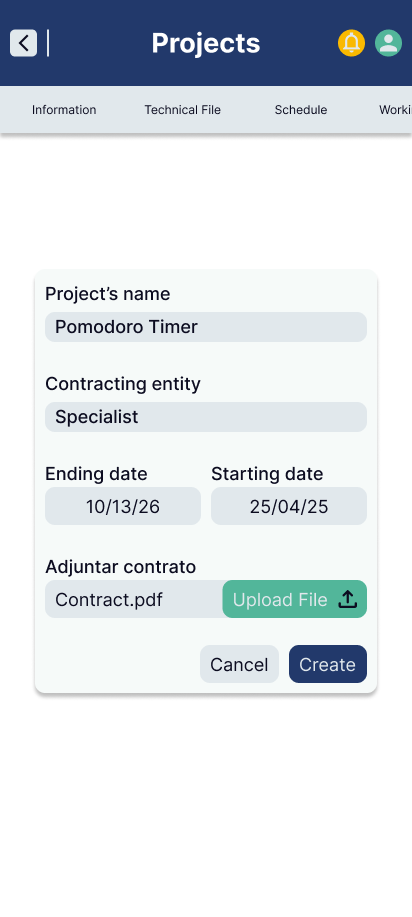 Projects
Information Technical File Schedule Worki
Project’s name
Pomodoro Timer
Contracting entity
Specialist
Ending date Starting date
10/13/26 25/04/25
Adjuntar contrato
Contract.pdf Upload File
Cancel Create